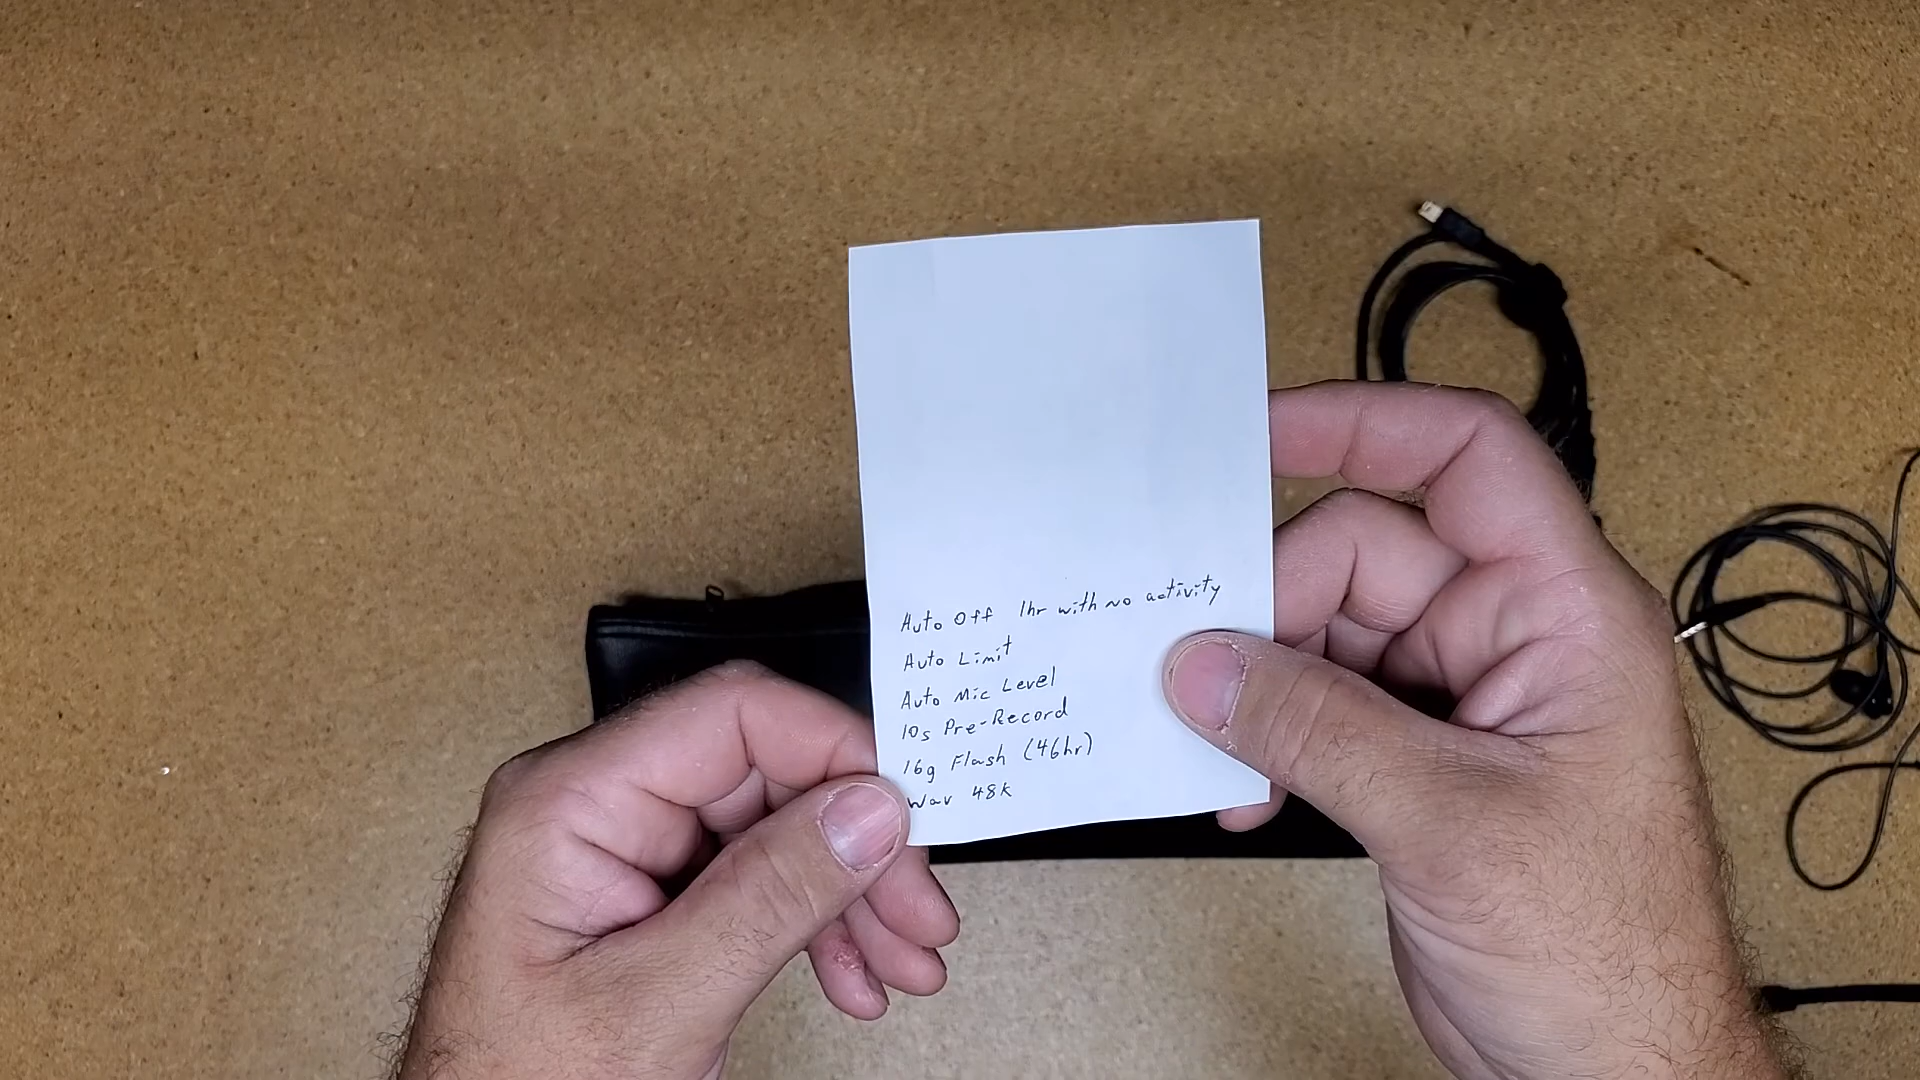 Auto Off 1hr with no activity
Auto Limit
Auto Mic Level
10s Pre-Record
16g Flash (46hr)
Wav 48k